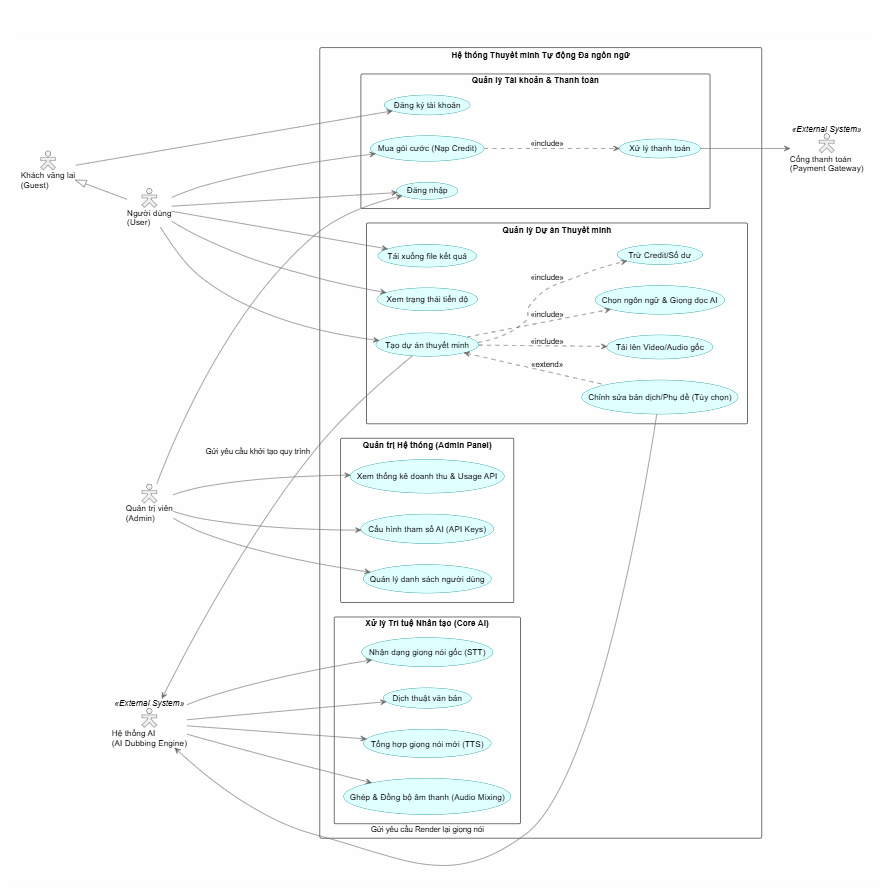 Hệ thống Thuyết minh Tự động Đa ngôn ngữ
Quản lý Tài khoản & Thanh toán
Đăng ký tài khoản
Mua gói cước (Nạp Credit)
«include»
Xử lý thanh toán
Đăng nhập
«External System»
Cổng thanh toán
(Payment Gateway)
Khách vãng lai
(Guest)
Người dùng
(User)
Quản lý Dự án Thuyết minh
Tải xuống file kết quả
Trừ Credit/Số dư
«include»
Xem trạng thái tiến độ
Chọn ngôn ngữ & Giọng đọc AI
«include»
Tạo dự án thuyết minh
«include»
Tải lên Video/Audio gốc
«extend»
Chỉnh sửa bản dịch/Phụ đề (Tùy chọn)
Gửi yêu cầu khởi tạo quy trình
Quản trị Hệ thống (Admin Panel)
Xem thống kê doanh thu & Usage API
Quản trị viên
(Admin)
Cấu hình tham số AI (API Keys)
Quản lý danh sách người dùng
Xử lý Trí tuệ Nhân tạo (Core AI)
Nhận dạng giọng nói gốc (STT)
Dịch thuật văn bản
«External System»
Hệ thống AI
(AI Dubbing Engine)
Tổng hợp giọng nói mới (TTS)
Ghép & Đồng bộ âm thanh (Audio Mixing)
Gửi yêu cầu Render lại giọng nói